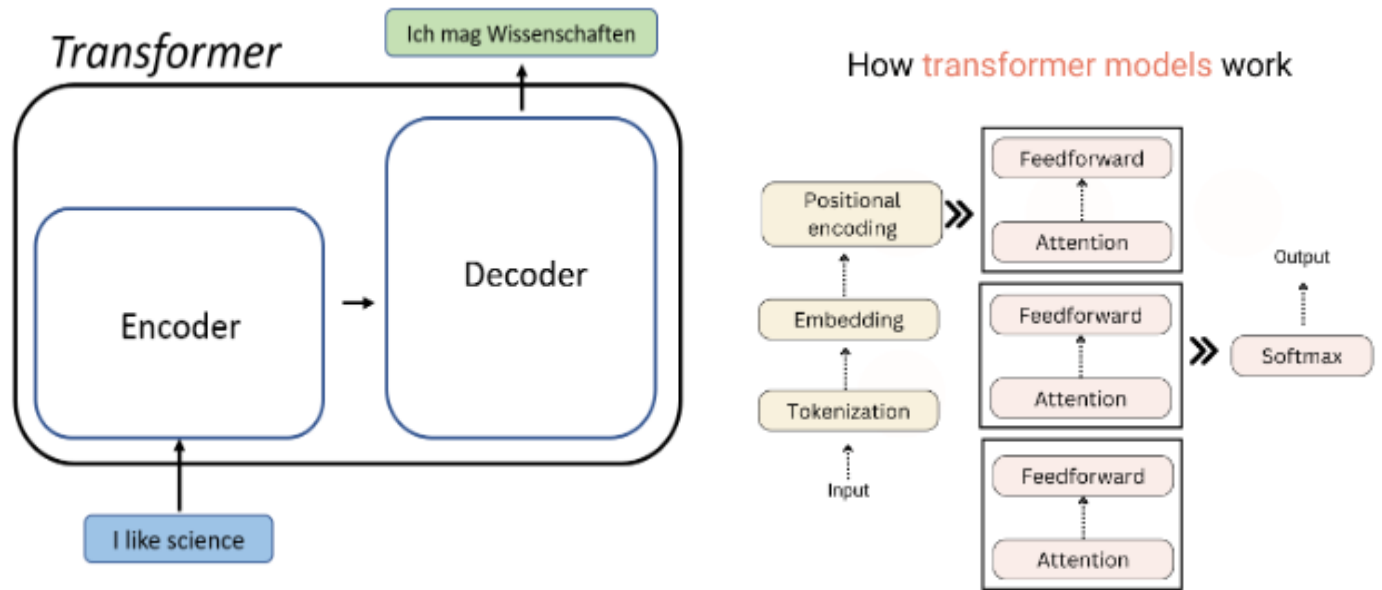 Transformer
Ich mag Wissenschaften
Encoder
Decoder
I like science
How transformer models work
Positional
encoding
Embedding
Tokenization
Input
Feedforward
Attention
Feedforward
Attention
Feedforward
Attention
Softmax
Output